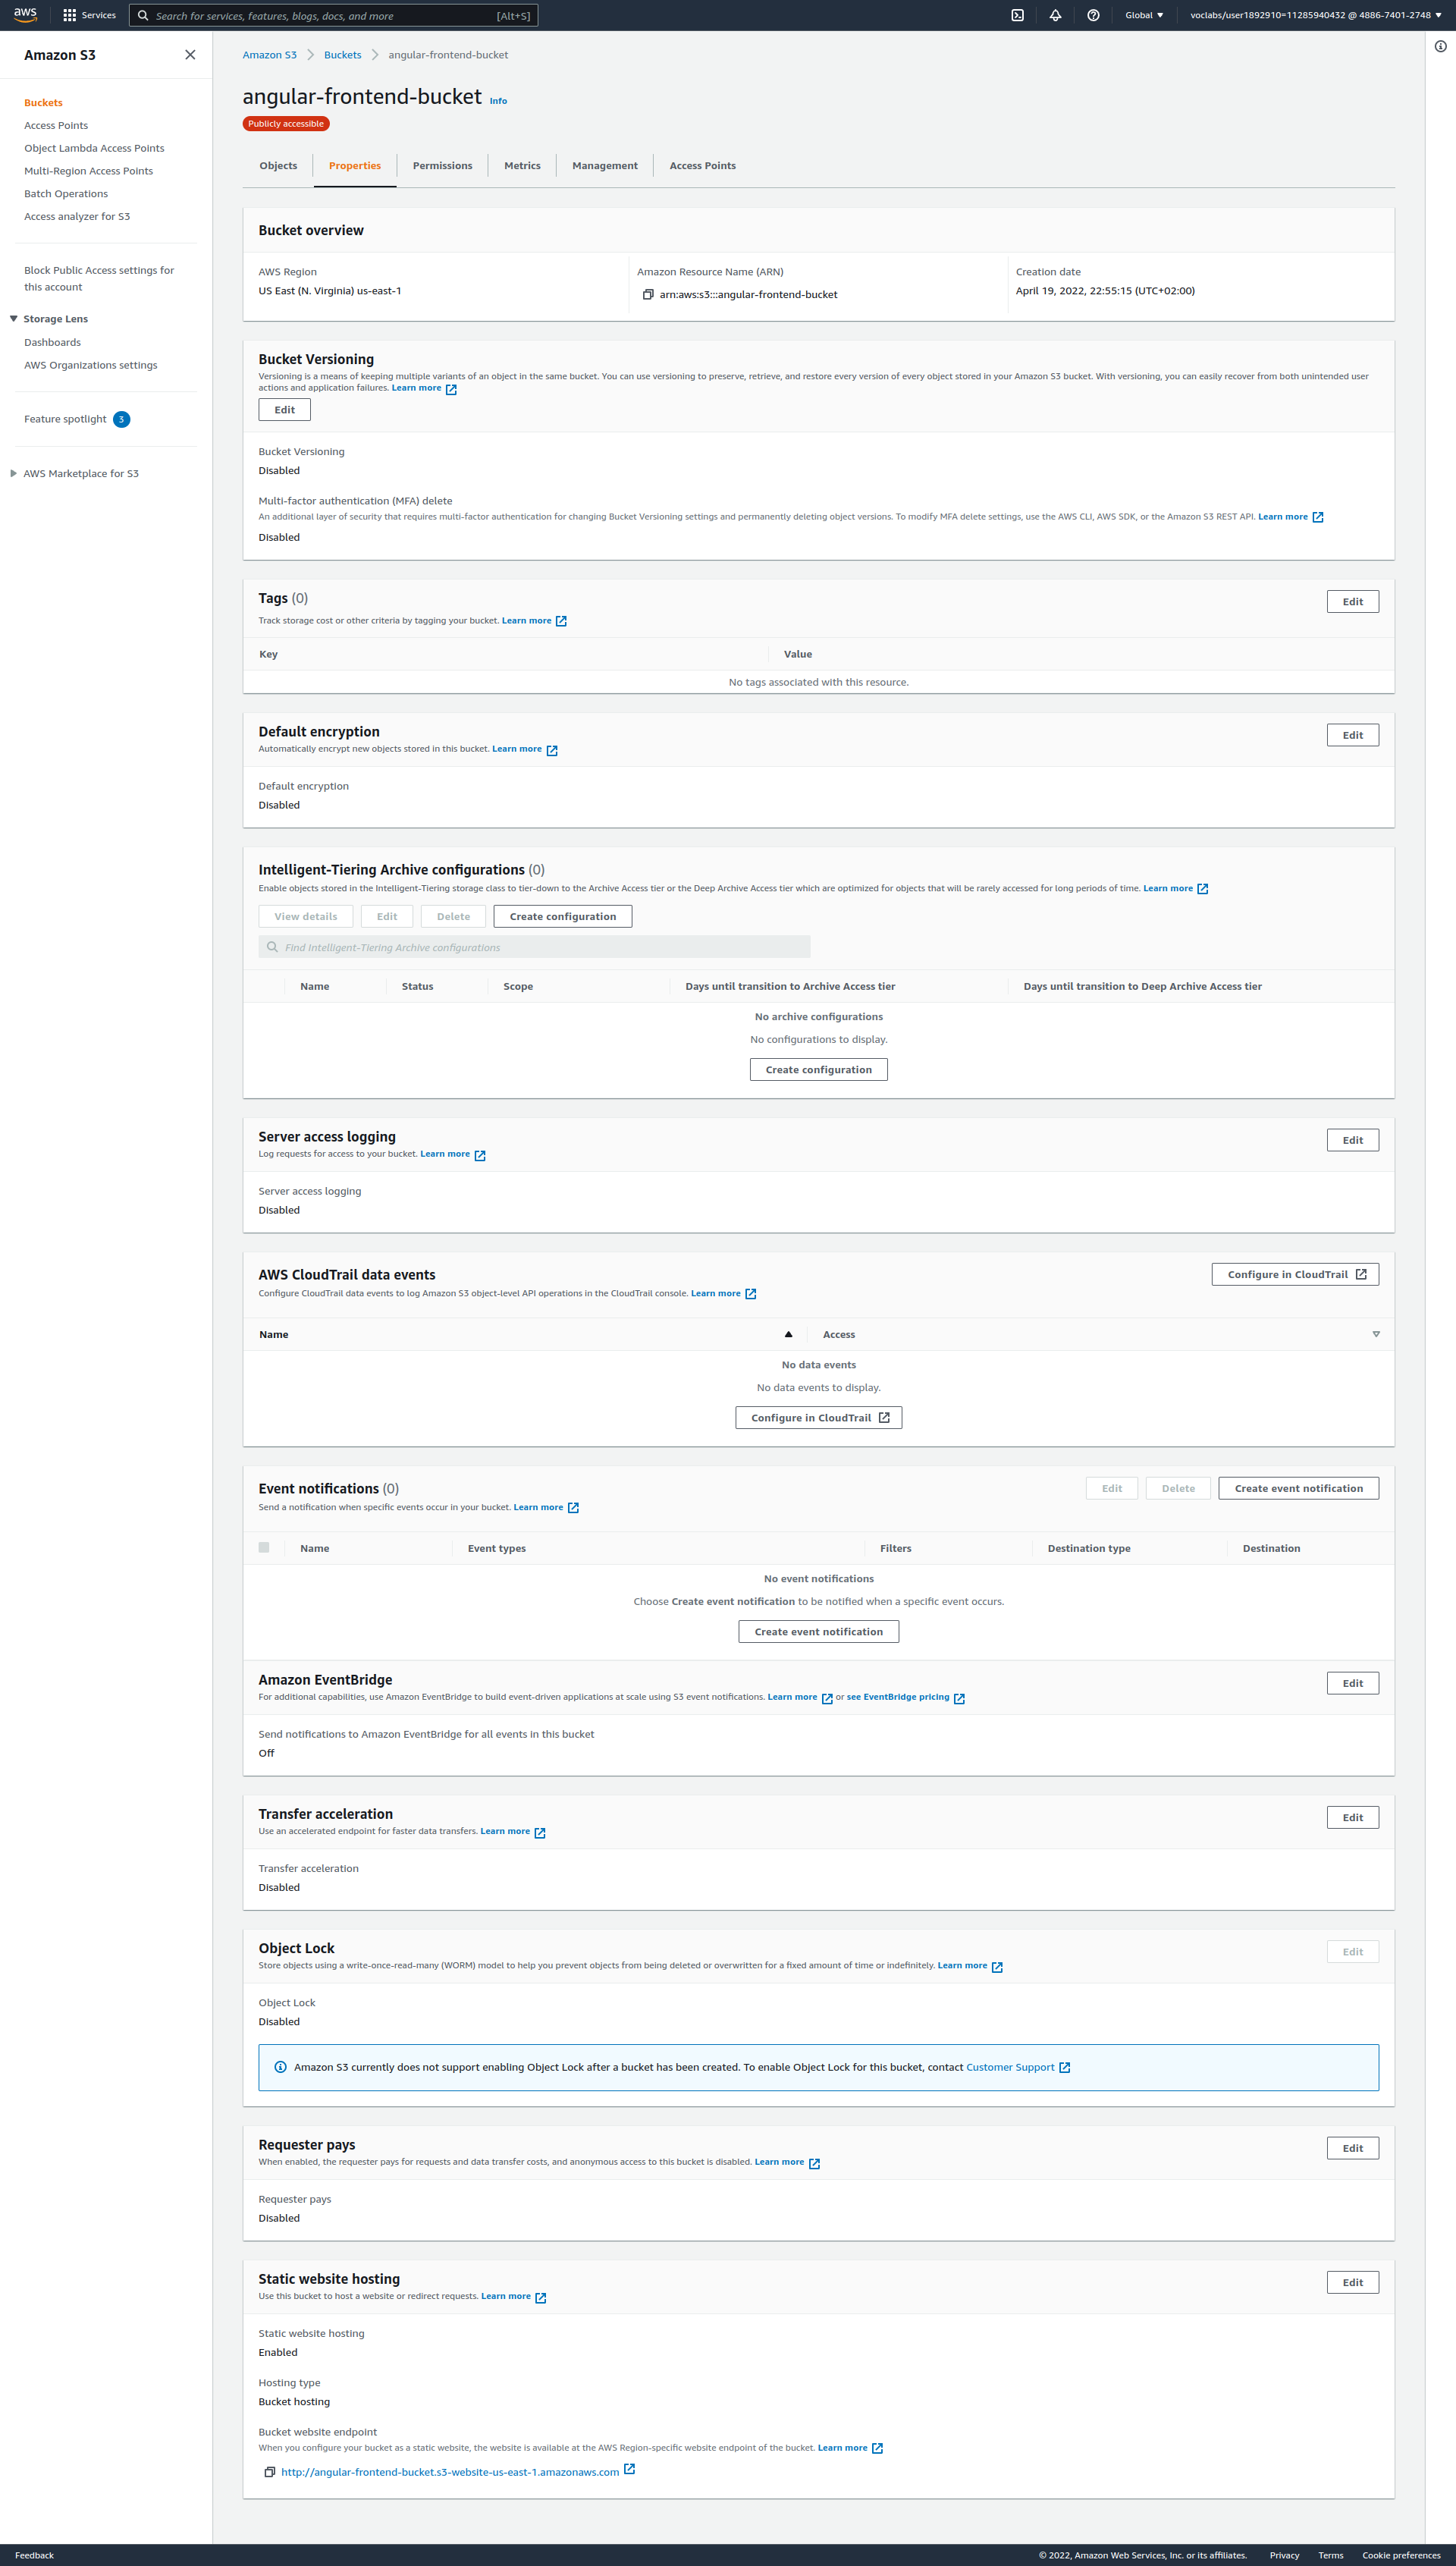 aws
Services
Search for services, features, blogs, docs, and more
[Alt+S]
Global
voclabs/user1892910=11285940432 @ 4886-7401-2748
Amazon S3
Buckets
Access Points
Object Lambda Access Points
Multi-Region Access Points
Batch Operations
Access analyzer for S3
Block Public Access settings for
this account
Storage Lens
Dashboards
AWS Organizations settings
Feature spotlight 3
AWS Marketplace for S3
Amazon S3 Buckets angular-frontend-bucket
angular-frontend-bucket Info
Publicly accessible
Objects Properties Permissions Metrics Management Access Points
Bucket overview
AWS Region
US East (N. Virginia) us-east-1
Amazon Resource Name (ARN)
arn:aws:s3:::angular-frontend-bucket
Creation date
April 19, 2022, 22:55:15 (UTC+02:00)
Bucket Versioning
Versioning is a means of keeping multiple variants of an object in the same bucket. You can use versioning to preserve, retrieve, and restore every version of every object stored in your Amazon S3 bucket. With versioning, you can easily recover from both unintended user
actions and application failures. Learn more
Edit
Bucket Versioning
Disabled
Multi-factor authentication (MFA) delete
An additional layer of security that requires multi-factor authentication for changing Bucket Versioning settings and permanently deleting object versions. To modify MFA delete settings, use the AWS CLI, AWS SDK, or the Amazon S3 REST API. Learn more
Disabled
Tags (0)
Edit
Track storage cost or other criteria by tagging your bucket. Learn more
Key Value
No tags associated with this resource.
Default encryption
Edit
Automatically encrypt new objects stored in this bucket. Learn more
Default encryption
Disabled
Intelligent-Tiering Archive configurations (0)
Enable objects stored in the Intelligent-Tiering storage class to tier-down to the Archive Access tier or the Deep Archive Access tier which are optimized for objects that will be rarely accessed for long periods of time. Learn more
View details Edit Delete Create configuration
Find Intelligent-Tiering Archive configurations
Name Status Scope Days until transition to Archive Access tier Days until transition to Deep Archive Access tier
No archive configurations
No configurations to display.
Create configuration
Server access logging
Edit
Log requests for access to your bucket. Learn more
Server access logging
Disabled
AWS CloudTrail data events
Configure in CloudTrail
Configure CloudTrail data events to log Amazon S3 object-level API operations in the CloudTrail console. Learn more
Name Access
No data events
No data events to display.
Configure in CloudTrail
Event notifications (0)
Edit Delete Create event notification
Send a notification when specific events occur in your bucket. Learn more
Name Event types Filters Destination type Destination
No event notifications
Choose Create event notification to be notified when a specific event occurs.
Create event notification
Amazon EventBridge
Edit
For additional capabilities, use Amazon EventBridge to build event-driven applications at scale using S3 event notifications. Learn more or see EventBridge pricing
Send notifications to Amazon EventBridge for all events in this bucket
Off
Transfer acceleration
Edit
Use an accelerated endpoint for faster data transfers. Learn more
Transfer acceleration
Disabled
Object Lock
Edit
Store objects using a write-once-read-many (WORM) model to help you prevent objects from being deleted or overwritten for a fixed amount of time or indefinitely. Learn more
Object Lock
Disabled
Amazon S3 currently does not support enabling Object Lock after a bucket has been created. To enable Object Lock for this bucket, contact Customer Support
Requester pays
Edit
When enabled, the requester pays for requests and data transfer costs, and anonymous access to this bucket is disabled. Learn more
Requester pays
Disabled
Static website hosting
Edit
Use this bucket to host a website or redirect requests. Learn more
Static website hosting
Enabled
Hosting type
Bucket hosting
Bucket website endpoint
When you configure your bucket as a static website, the website is available at the AWS Region-specific website endpoint of the bucket. Learn more
http://angular-frontend-bucket.s3-website-us-east-1.amazonaws.com
Feedback
© 2022, Amazon Web Services, Inc. or its affiliates. Privacy Terms Cookie preferences